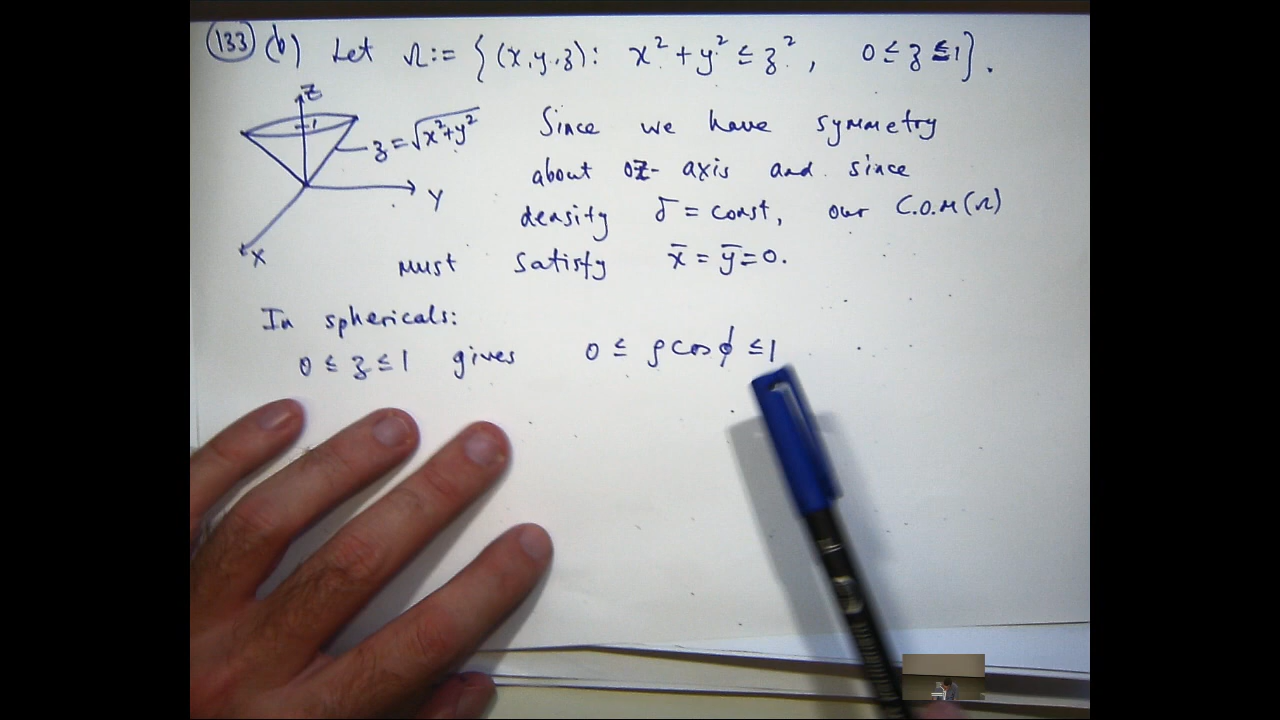 (133) (b) Let Ω := {(x,y,z): x² + y² ≤ z², 0 ≤ z ≤ 1}.
z
1
z = √x²+y²
Y
X
Since we have symmetry
about OZ- axis and since
density δ = const, our C.O.M(Ω)
must satisfy x̄ = ȳ = 0.
In sphericals:
0 ≤ z ≤ 1 gives 0 ≤ ρ cos ϕ ≤ 1